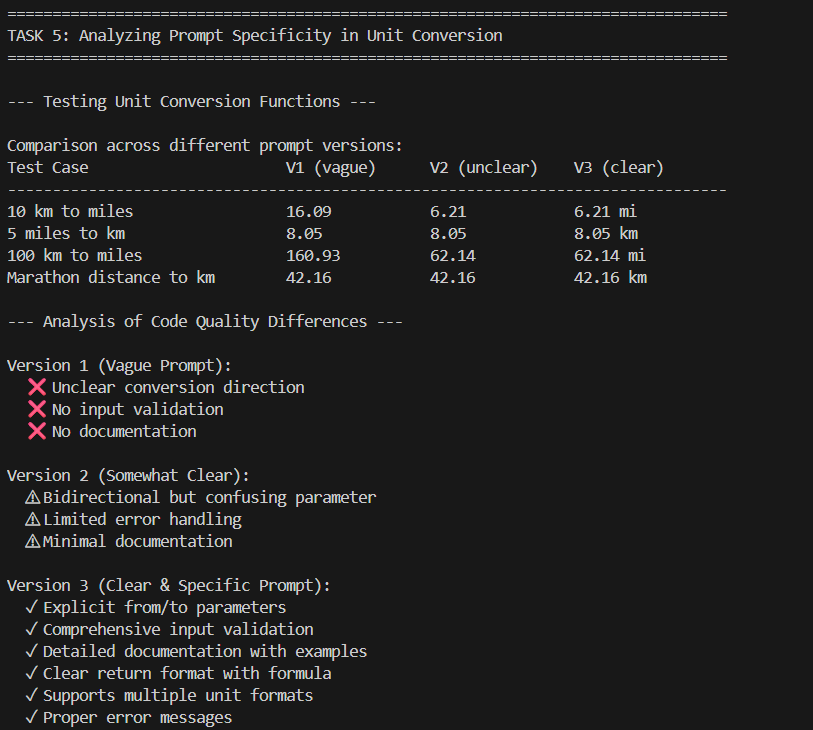 ================================================================================
TASK 5: Analyzing Prompt Specificity in Unit Conversion
================================================================================
--- Testing Unit Conversion Functions ---
Comparison across different prompt versions:
Test Case V1 (vague) V2 (unclear) V3 (clear)
--------------------------------------------------------------------------------
10 km to miles 16.09 6.21 6.21 mi
5 miles to km 8.05 8.05 8.05 km
100 km to miles 160.93 62.14 62.14 mi
Marathon distance to km 42.16 42.16 42.16 km
--- Analysis of Code Quality Differences ---
Version 1 (Vague Prompt):
❌ Unclear conversion direction
❌ No input validation
❌ No documentation
Version 2 (Somewhat Clear):
⚠ Bidirectional but confusing parameter
⚠ Limited error handling
⚠ Minimal documentation
Version 3 (Clear & Specific Prompt):
✓ Explicit from/to parameters
✓ Comprehensive input validation
✓ Detailed documentation with examples
✓ Clear return format with formula
✓ Supports multiple unit formats
✓ Proper error messages